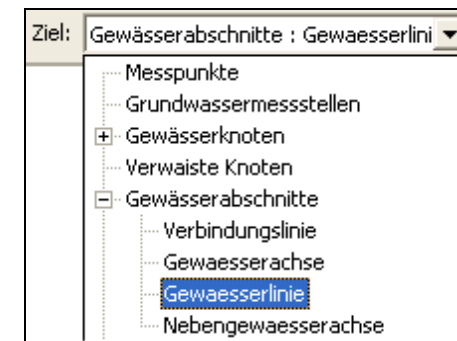 Ziel: Gewässerabschnitte : Gewaesserlini
Messpunkte
Grundwassermessstellen
Gewässerknoten
Verwaiste Knoten
Gewässerabschnitte
Verbindungslinie
Gewaesserachse
Gewaesserlinie
Nebengewaesserachse